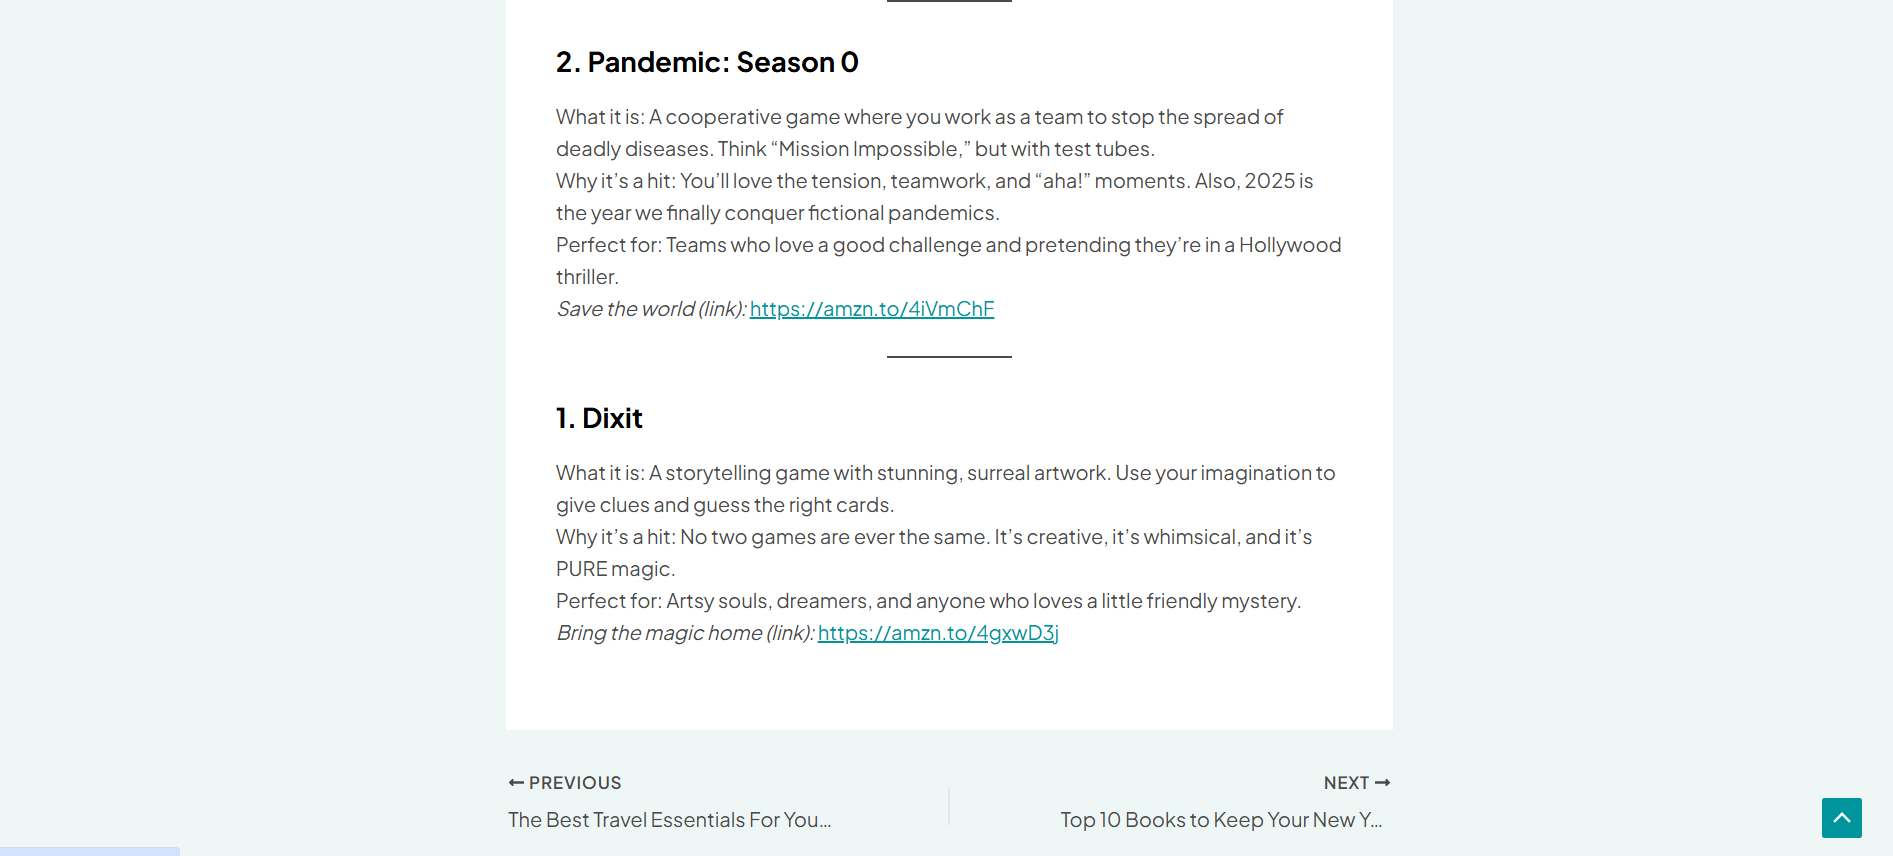 2. Pandemic: Season 0
What it is: A cooperative game where you work as a team to stop the spread of
deadly diseases. Think “Mission Impossible,” but with test tubes.
Why it’s a hit: You’ll love the tension, teamwork, and “aha!” moments. Also, 2025 is
the year we finally conquer fictional pandemics.
Perfect for: Teams who love a good challenge and pretending they’re in a Hollywood
thriller.
Save the world (link): https://amzn.to/4iVmChF
1. Dixit
What it is: A storytelling game with stunning, surreal artwork. Use your imagination to
give clues and guess the right cards.
Why it’s a hit: No two games are ever the same. It’s creative, it’s whimsical, and it’s
PURE magic.
Perfect for: Artsy souls, dreamers, and anyone who loves a little friendly mystery.
Bring the magic home (link): https://amzn.to/4gxwD3j
← PREVIOUS
The Best Travel Essentials For You…
NEXT →
Top 10 Books to Keep Your New Y…